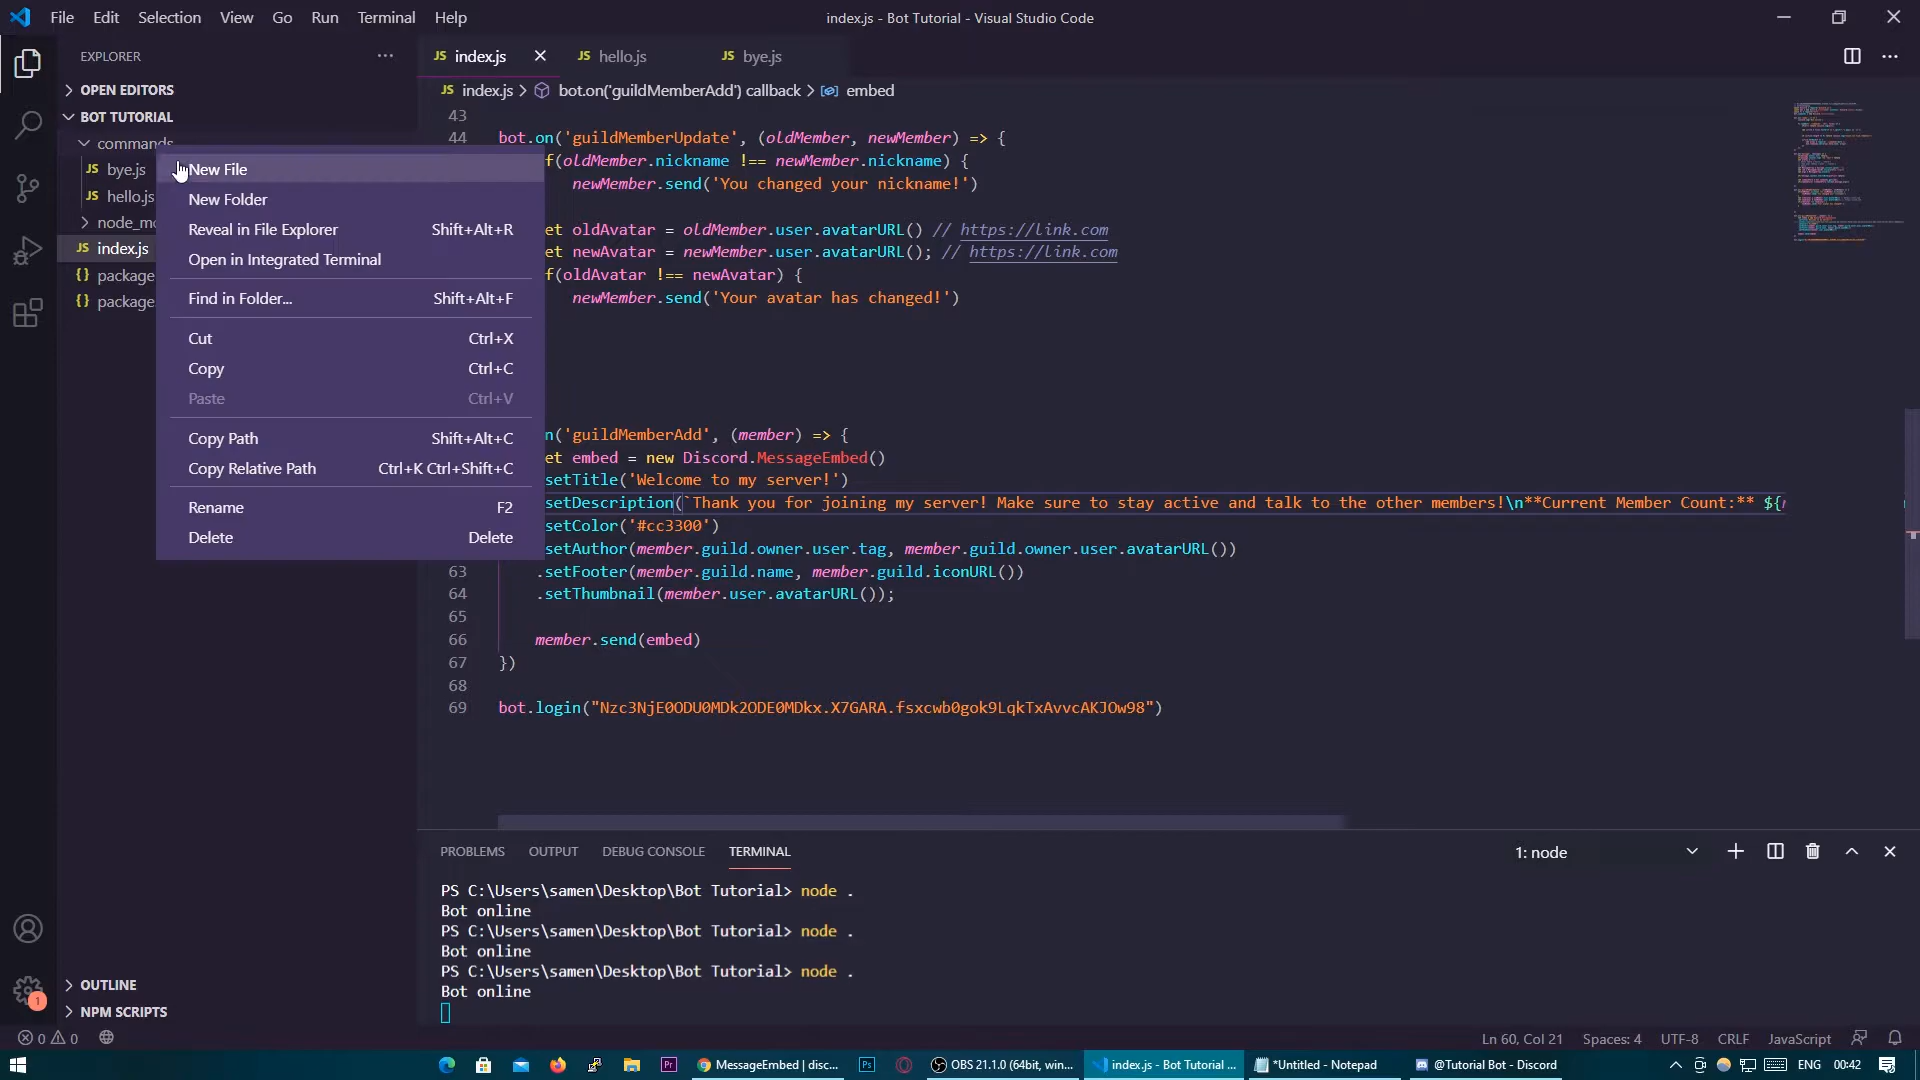 File Edit Selection View Go Run Terminal Help
index.js - Bot Tutorial - Visual Studio Code
EXPLORER
OPEN EDITORS
BOT TUTORIAL
commands
JS bye.js
JS hello.js
JS index.js
{} package
{} package
New File
New Folder
Reveal in File Explorer Shift+Alt+R
Open in Integrated Terminal
Find in Folder... Shift+Alt+F
Cut Ctrl+X
Copy Ctrl+C
Paste Ctrl+V
Copy Path Shift+Alt+C
Copy Relative Path Ctrl+K Ctrl+Shift+C
Rename F2
Delete Delete
OUTLINE
NPM SCRIPTS
JS index.js JS hello.js JS bye.js
JS index.js > bot.on('guildMemberAdd') callback > embed
43
44 bot.on('guildMemberUpdate', (oldMember, newMember) => {
f(oldMember.nickname !== newMember.nickname) {
newMember.send('You changed your nickname!')
et oldAvatar = oldMember.user.avatarURL() // https://link.com
et newAvatar = newMember.user.avatarURL(); // https://link.com
f(oldAvatar !== newAvatar) {
newMember.send('Your avatar has changed!')
n('guildMemberAdd', (member) => {
et embed = new Discord.MessageEmbed()
setTitle('Welcome to my server!')
setDescription(`Thank you for joining my server! Make sure to stay active and talk to the other members!\n**Current Member Count:** ${
setColor('#cc3300')
setAuthor(member.guild.owner.user.tag, member.guild.owner.user.avatarURL())
63 .setFooter(member.guild.name, member.guild.iconURL())
64 .setThumbnail(member.user.avatarURL());
65
66 member.send(embed)
67 })
68
69 bot.login("Nzc3NjE0ODU0MDk2ODE0MDkx.X7GARA.fsxcwb0gok9LqkTxAvvcAKJOw98")
PROBLEMS OUTPUT DEBUG CONSOLE TERMINAL
1: node
PS C:\Users\samen\Desktop\Bot Tutorial> node .
Bot online
PS C:\Users\samen\Desktop\Bot Tutorial> node .
Bot online
PS C:\Users\samen\Desktop\Bot Tutorial> node .
Bot online
1
0 0
Ln 60, Col 21 Spaces: 4 UTF-8 CRLF JavaScript
MessageEmbed | disc... OBS 21.1.0 (64bit, win... index.js - Bot Tutorial ... *Untitled - Notepad @Tutorial Bot - Discord ENG 00:42